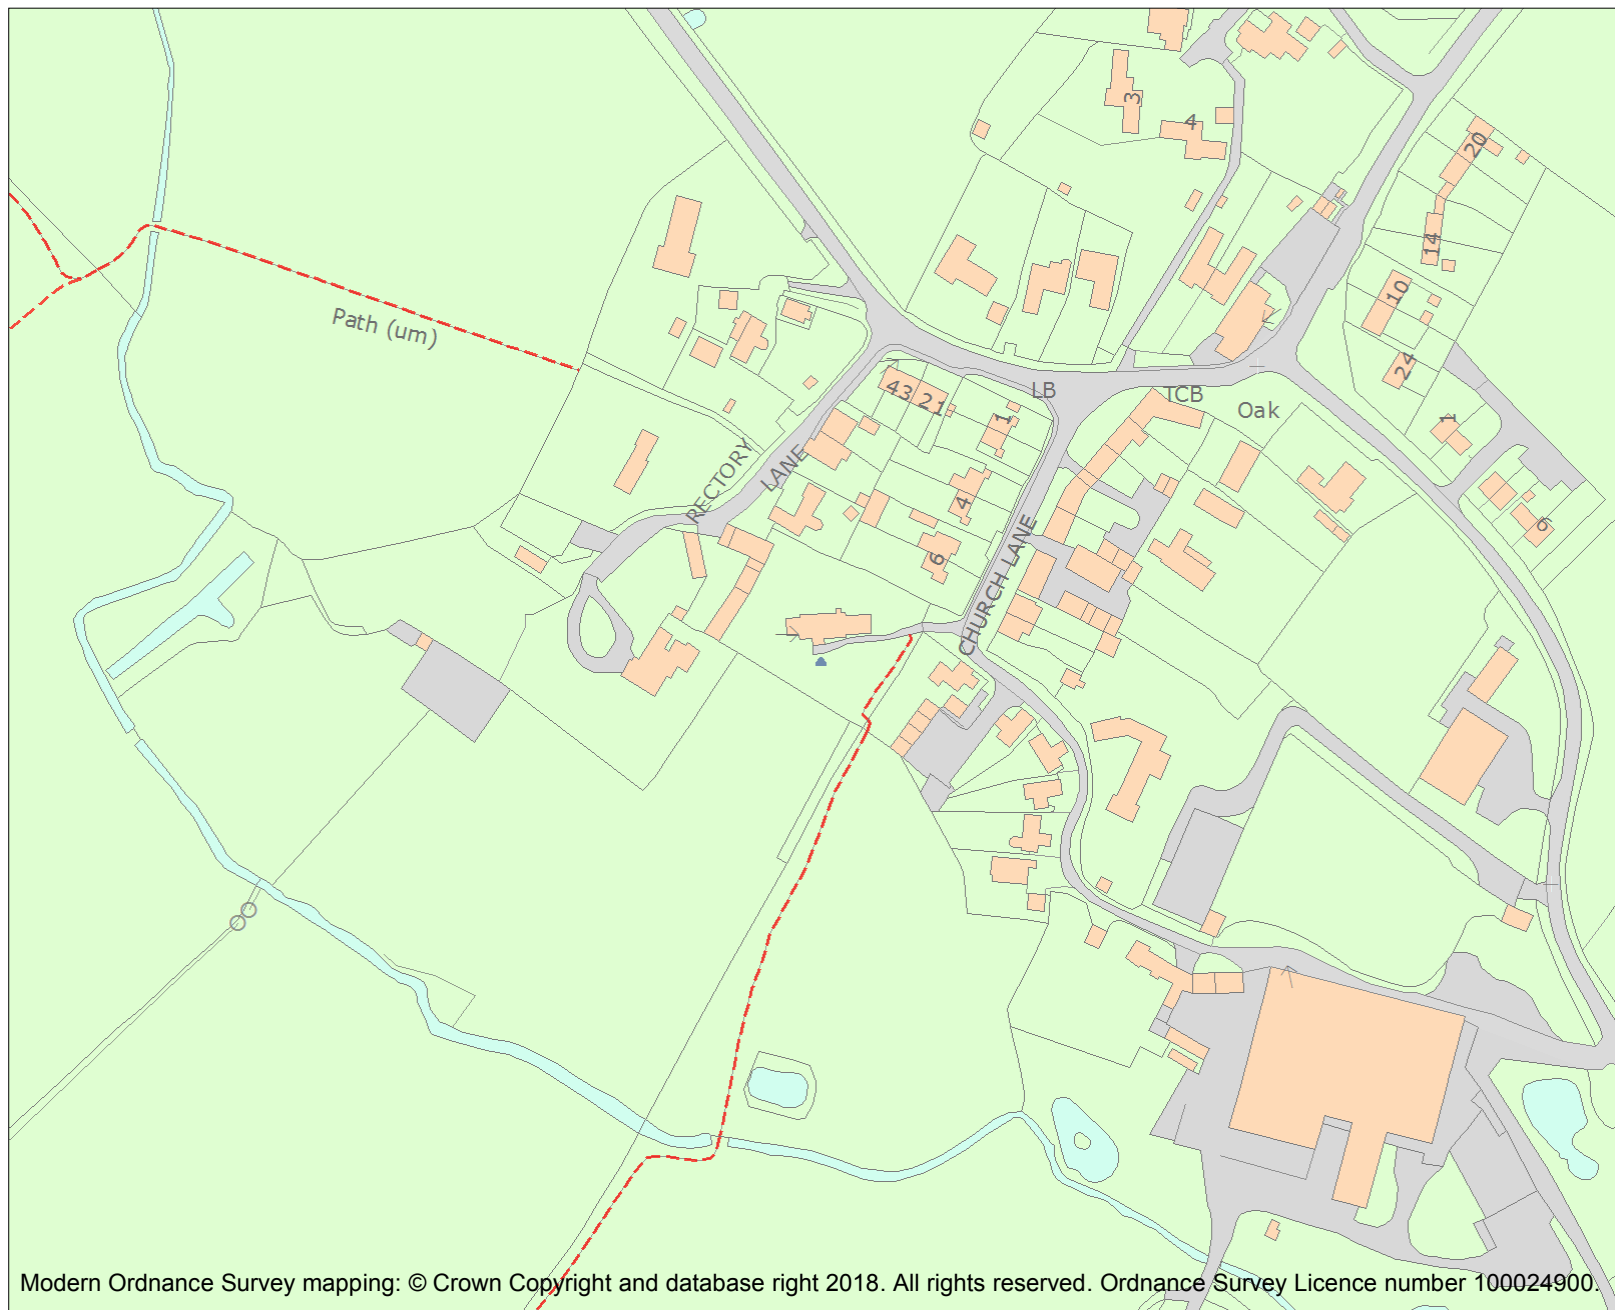 3
4
20
14
10
24
1
6
Path (um)
LB
TCB
Oak
43 21
1
4
6
RECTORY
LANE
CHURCH LANE
Modern Ordnance Survey mapping: © Crown Copyright and database right 2018. All rights reserved. Ordnance Survey Licence number 100024900.